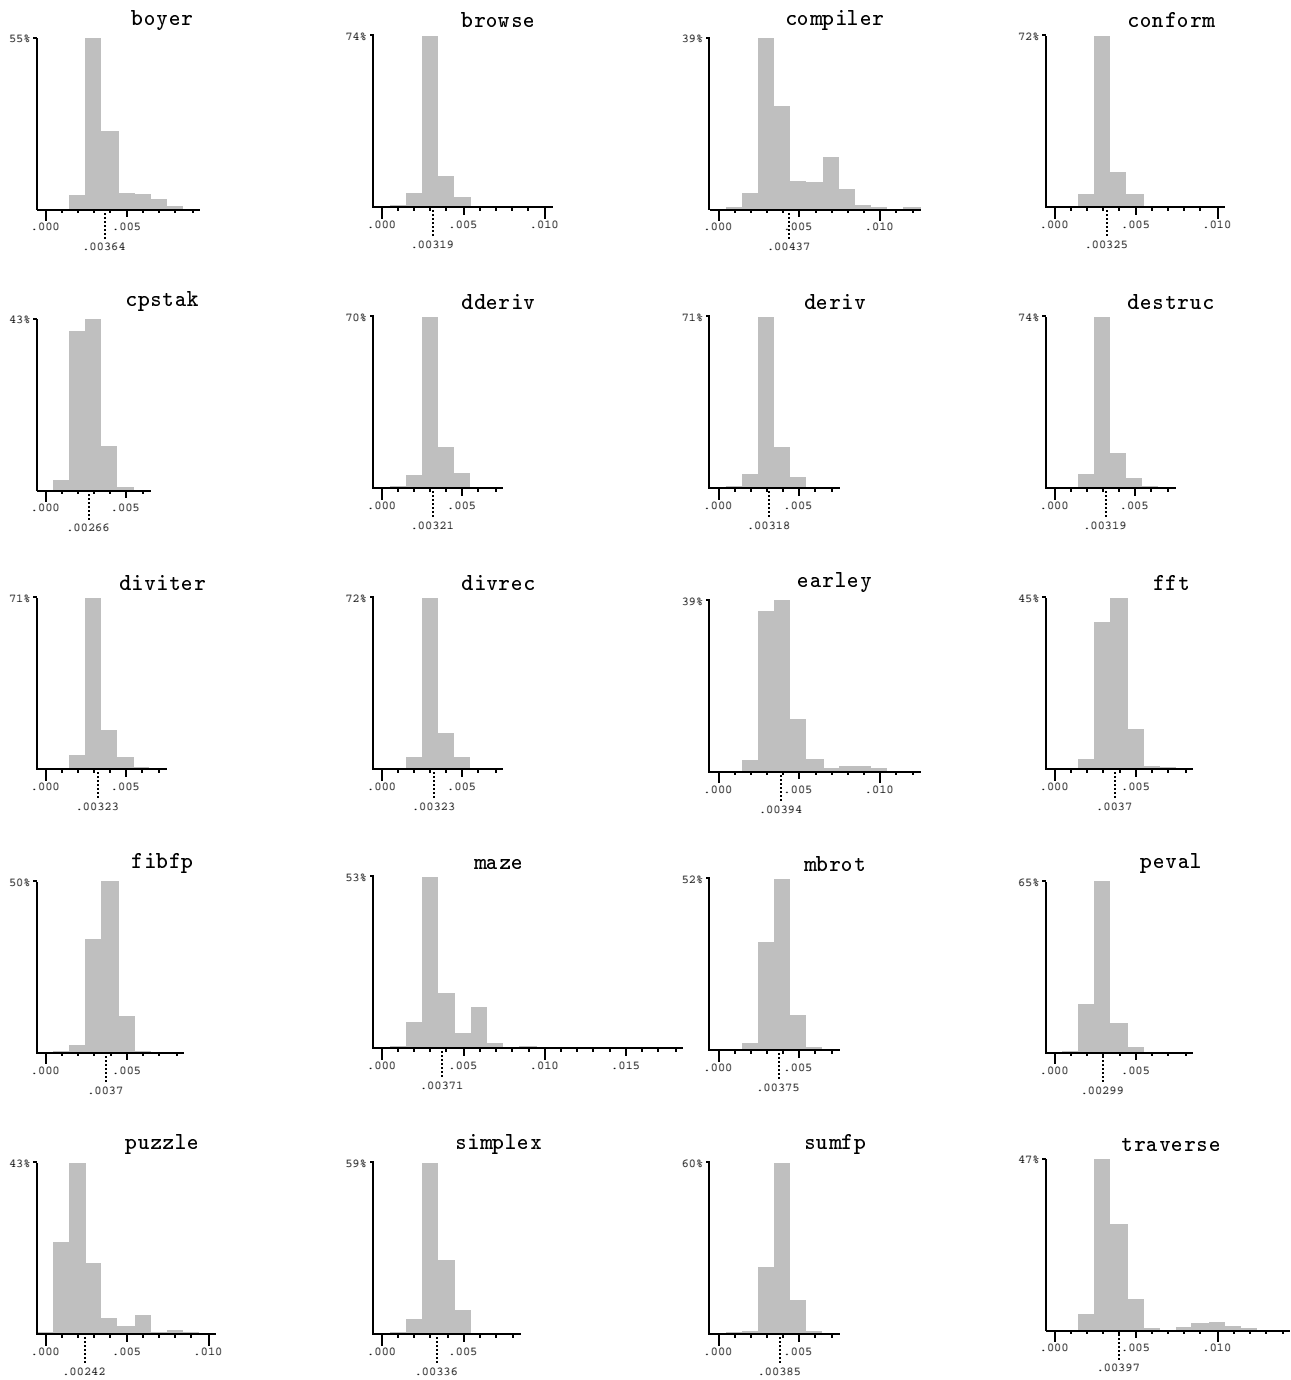 boyer
55%
.000 .005
.00364
browse
74%
.000 .005 .010
.00319
compiler
39%
.000 .005 .010
.00437
conform
72%
.000 .005 .010
.00325
cpstak
43%
.000 .005
.00266
dderiv
70%
.000 .005
.00321
deriv
71%
.000 .005
.00318
destruc
74%
.000 .005
.00319
diviter
71%
.000 .005
.00323
divrec
72%
.000 .005
.00323
earley
39%
.000 .005 .010
.00394
fft
45%
.000 .005
.0037
fibfp
50%
.000 .005
.0037
maze
53%
.000 .005 .010 .015
.00371
mbrot
52%
.000 .005
.00375
peval
65%
.000 .005
.00299
puzzle
43%
.000 .005 .010
.00242
simplex
59%
.000 .005
.00336
sumfp
60%
.000 .005
.00385
traverse
47%
.000 .005 .010
.00397